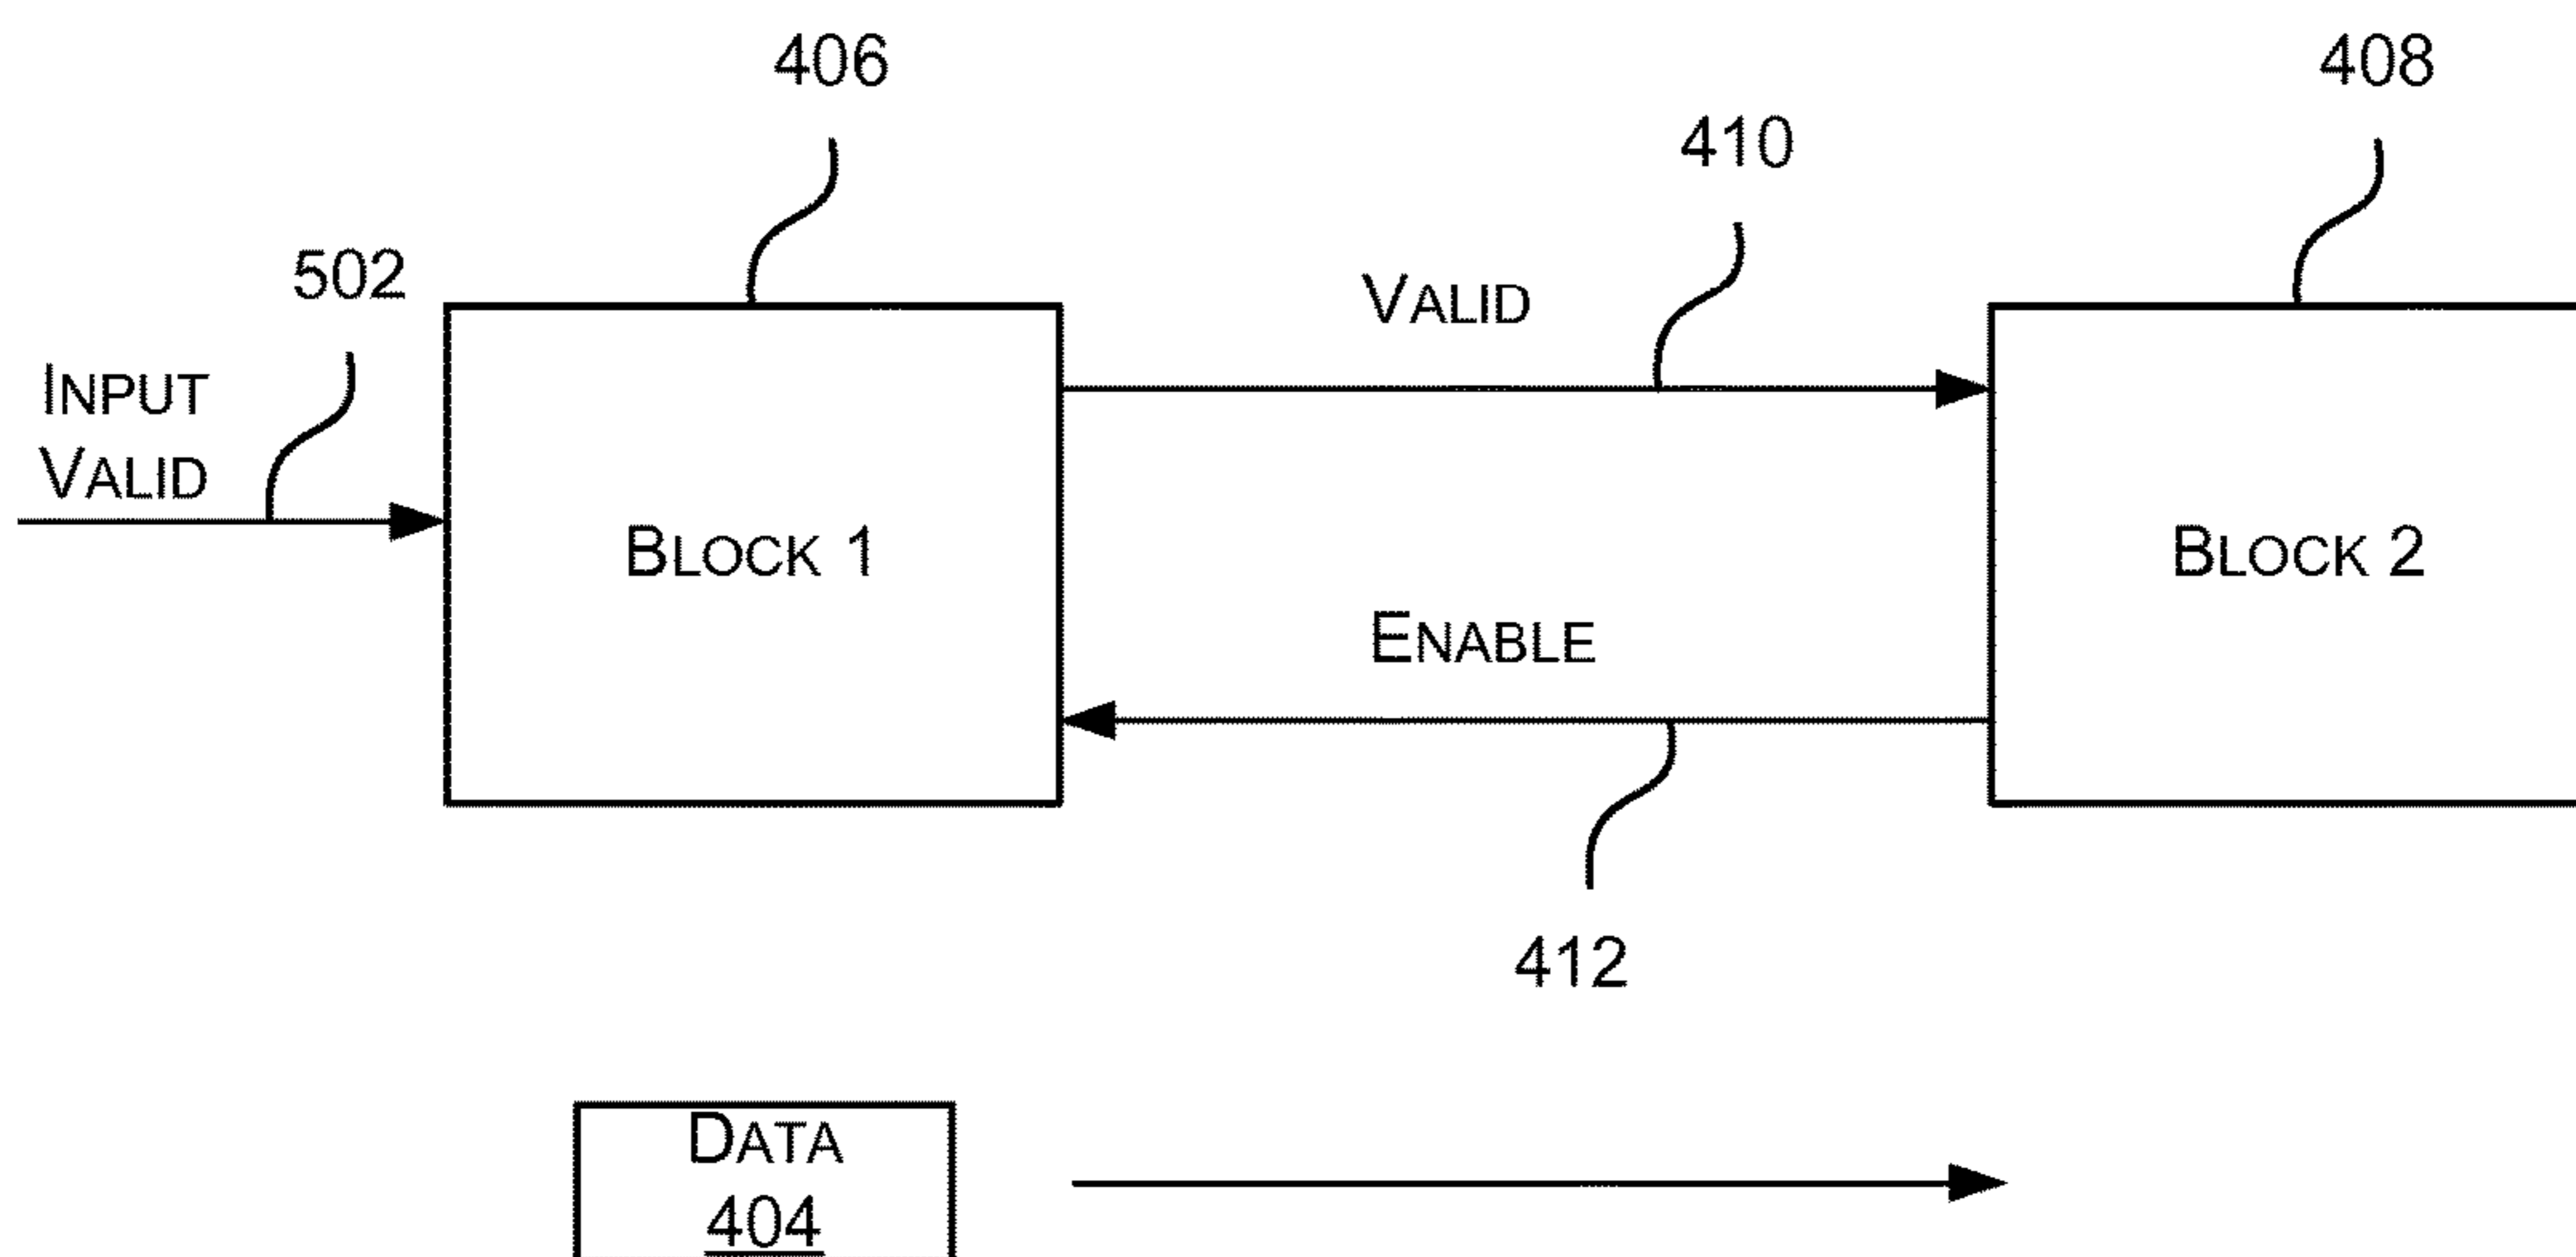 406
408
410
502
VALID
INPUT
VALID
BLOCK 1
BLOCK 2
ENABLE
412
DATA
404